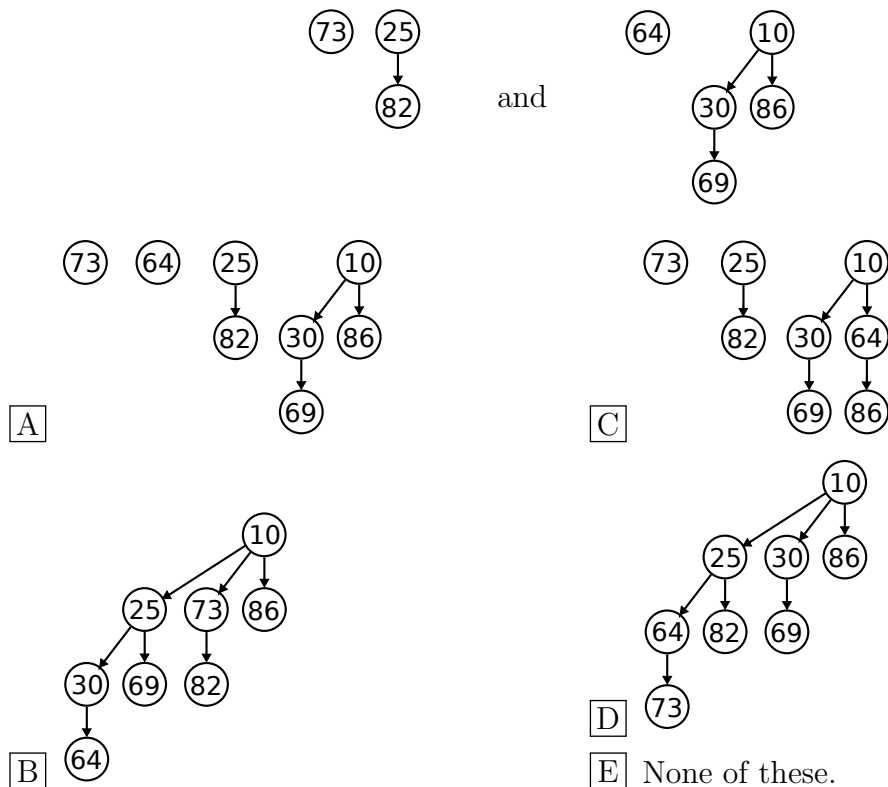 73 25 64 10
82 and 30 86
69
73 64 25 10
82 30 86
69
A
73 25 10
82 30 64
69 86
C
10
25 73 86
30 69 82
64
B
10
25 30 86
64 82 69
73
D
E None of these.